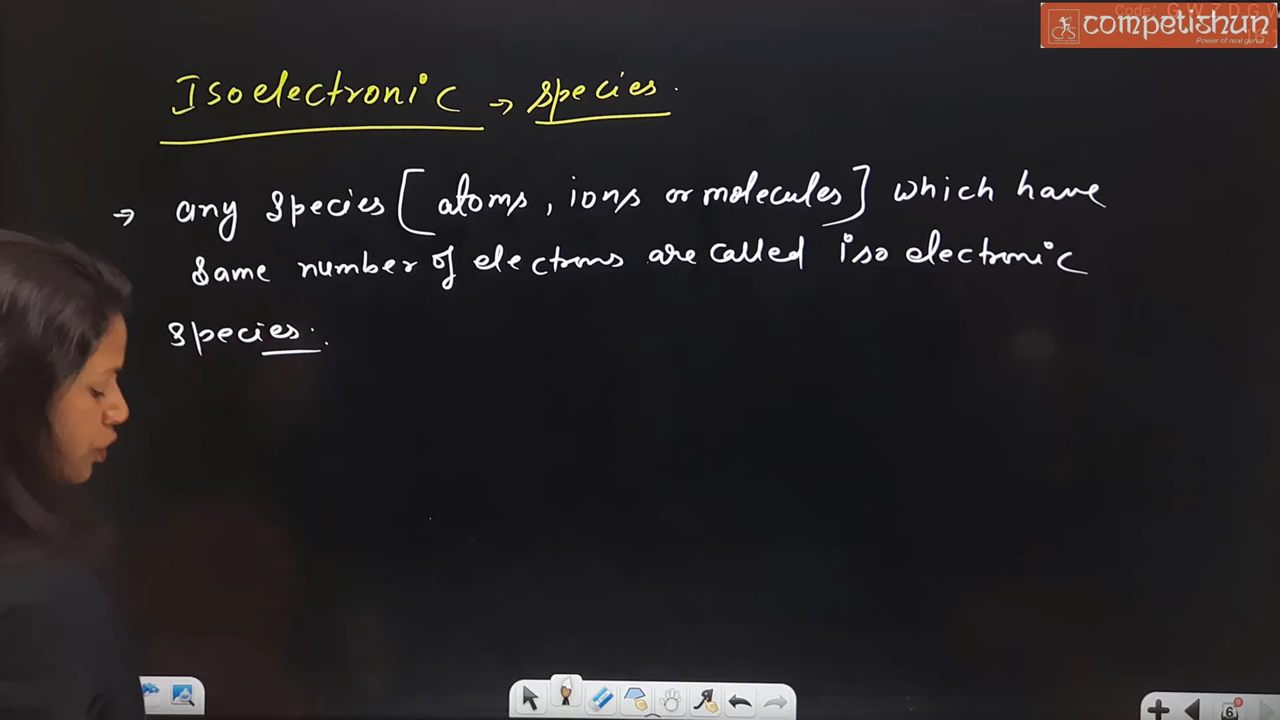 competishun
Power of real gurus
Isoelectronic → species.
→ any species [atoms, ions or molecules] which have
same number of electrons are called iso electronic
species.
6